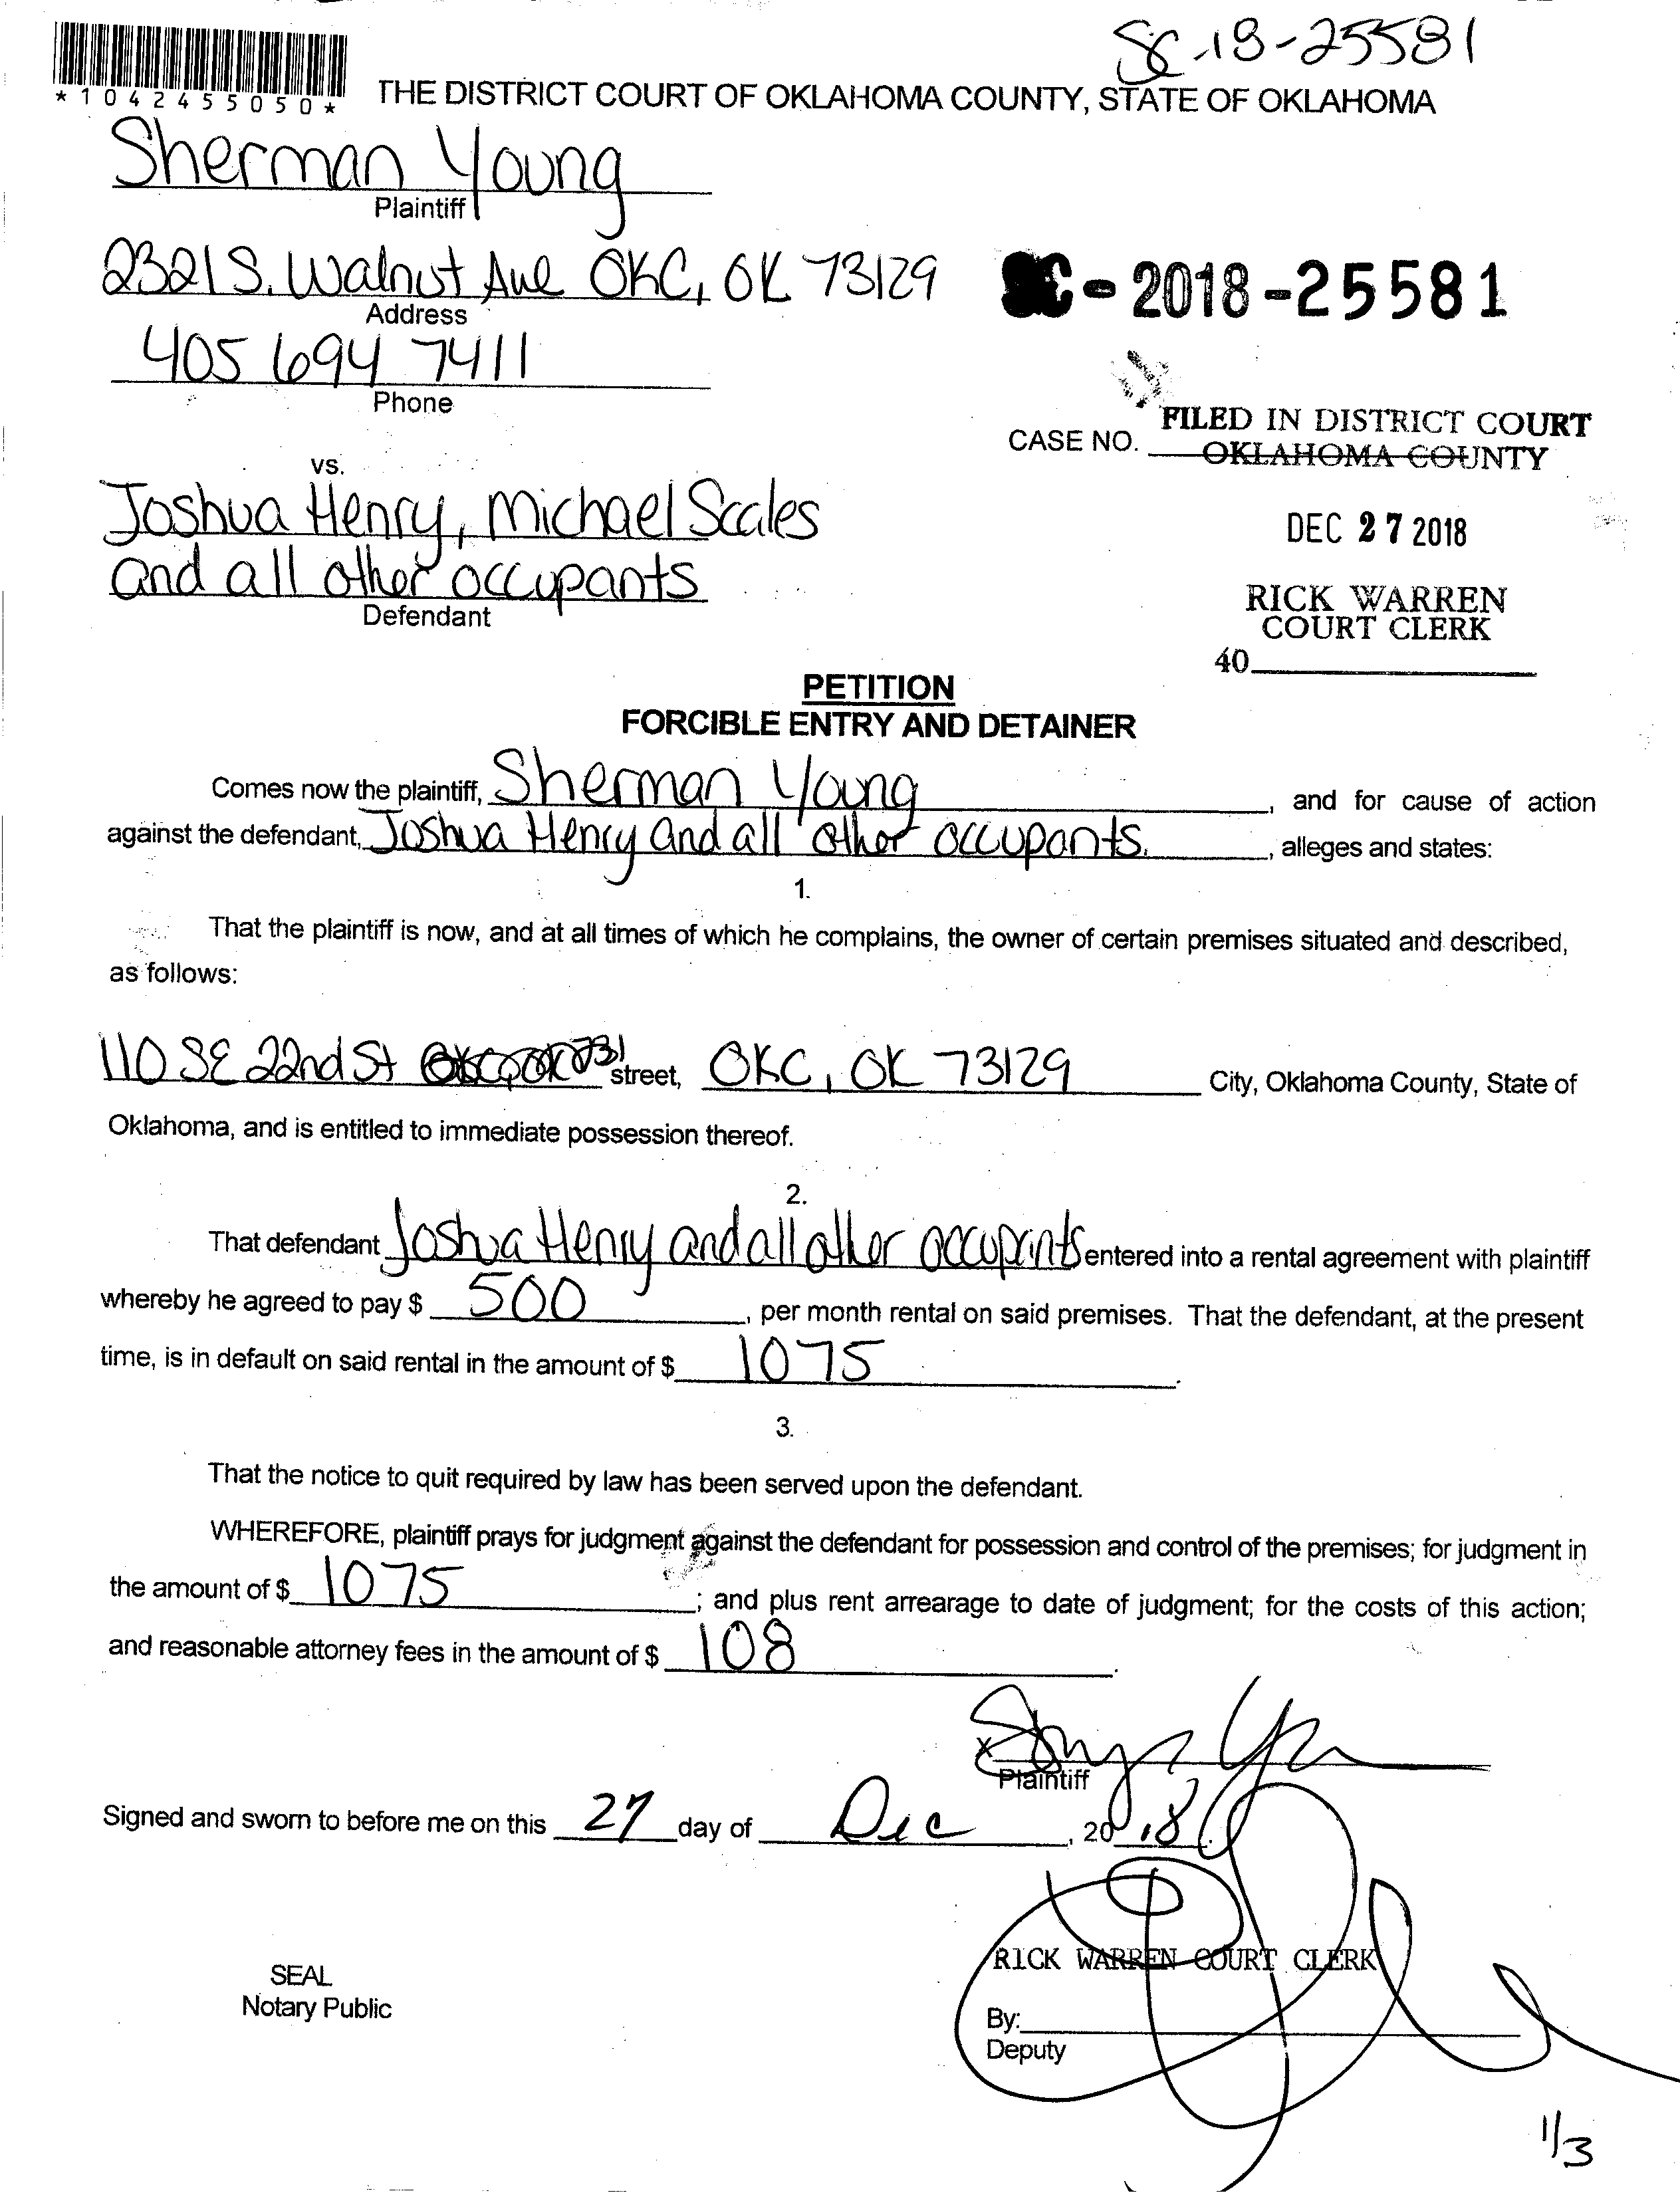 SC-18-25581
*1042455050*
THE DISTRICT COURT OF OKLAHOMA COUNTY, STATE OF OKLAHOMA
Sherman Young
Plaintiff
2321 S. Walnut Ave OKC, OK 73129
Address
SC-2018-25581
405 694 7411
Phone
CASE NO. FILED IN DISTRICT COURT
OKLAHOMA COUNTY
vs.
Joshua Henry, Michael Scales
and all other occupants
Defendant
DEC 27 2018
RICK WARREN
COURT CLERK
40
PETITION
FORCIBLE ENTRY AND DETAINER
Comes now the plaintiff, Sherman Young, and for cause of action
against the defendant, Joshua Henry and all other occupants., alleges and states:
1.
That the plaintiff is now, and at all times of which he complains, the owner of certain premises situated and described,
as follows:
110 SE 22nd St street, OKC, OK 73129 City, Oklahoma County, State of
Oklahoma, and is entitled to immediate possession thereof.
2.
That defendant Joshua Henry and all other occupants entered into a rental agreement with plaintiff
whereby he agreed to pay $ 500, per month rental on said premises. That the defendant, at the present
time, is in default on said rental in the amount of $ 1075.
3.
That the notice to quit required by law has been served upon the defendant.
WHEREFORE, plaintiff prays for judgment against the defendant for possession and control of the premises; for judgment in
the amount of $ 1075; and plus rent arrearage to date of judgment; for the costs of this action;
and reasonable attorney fees in the amount of $ 108.
x
Plaintiff
Signed and sworn to before me on this 27 day of Dec, 2018.
RICK WARREN COURT CLERK
SEAL
Notary Public
By:
Deputy
1/3